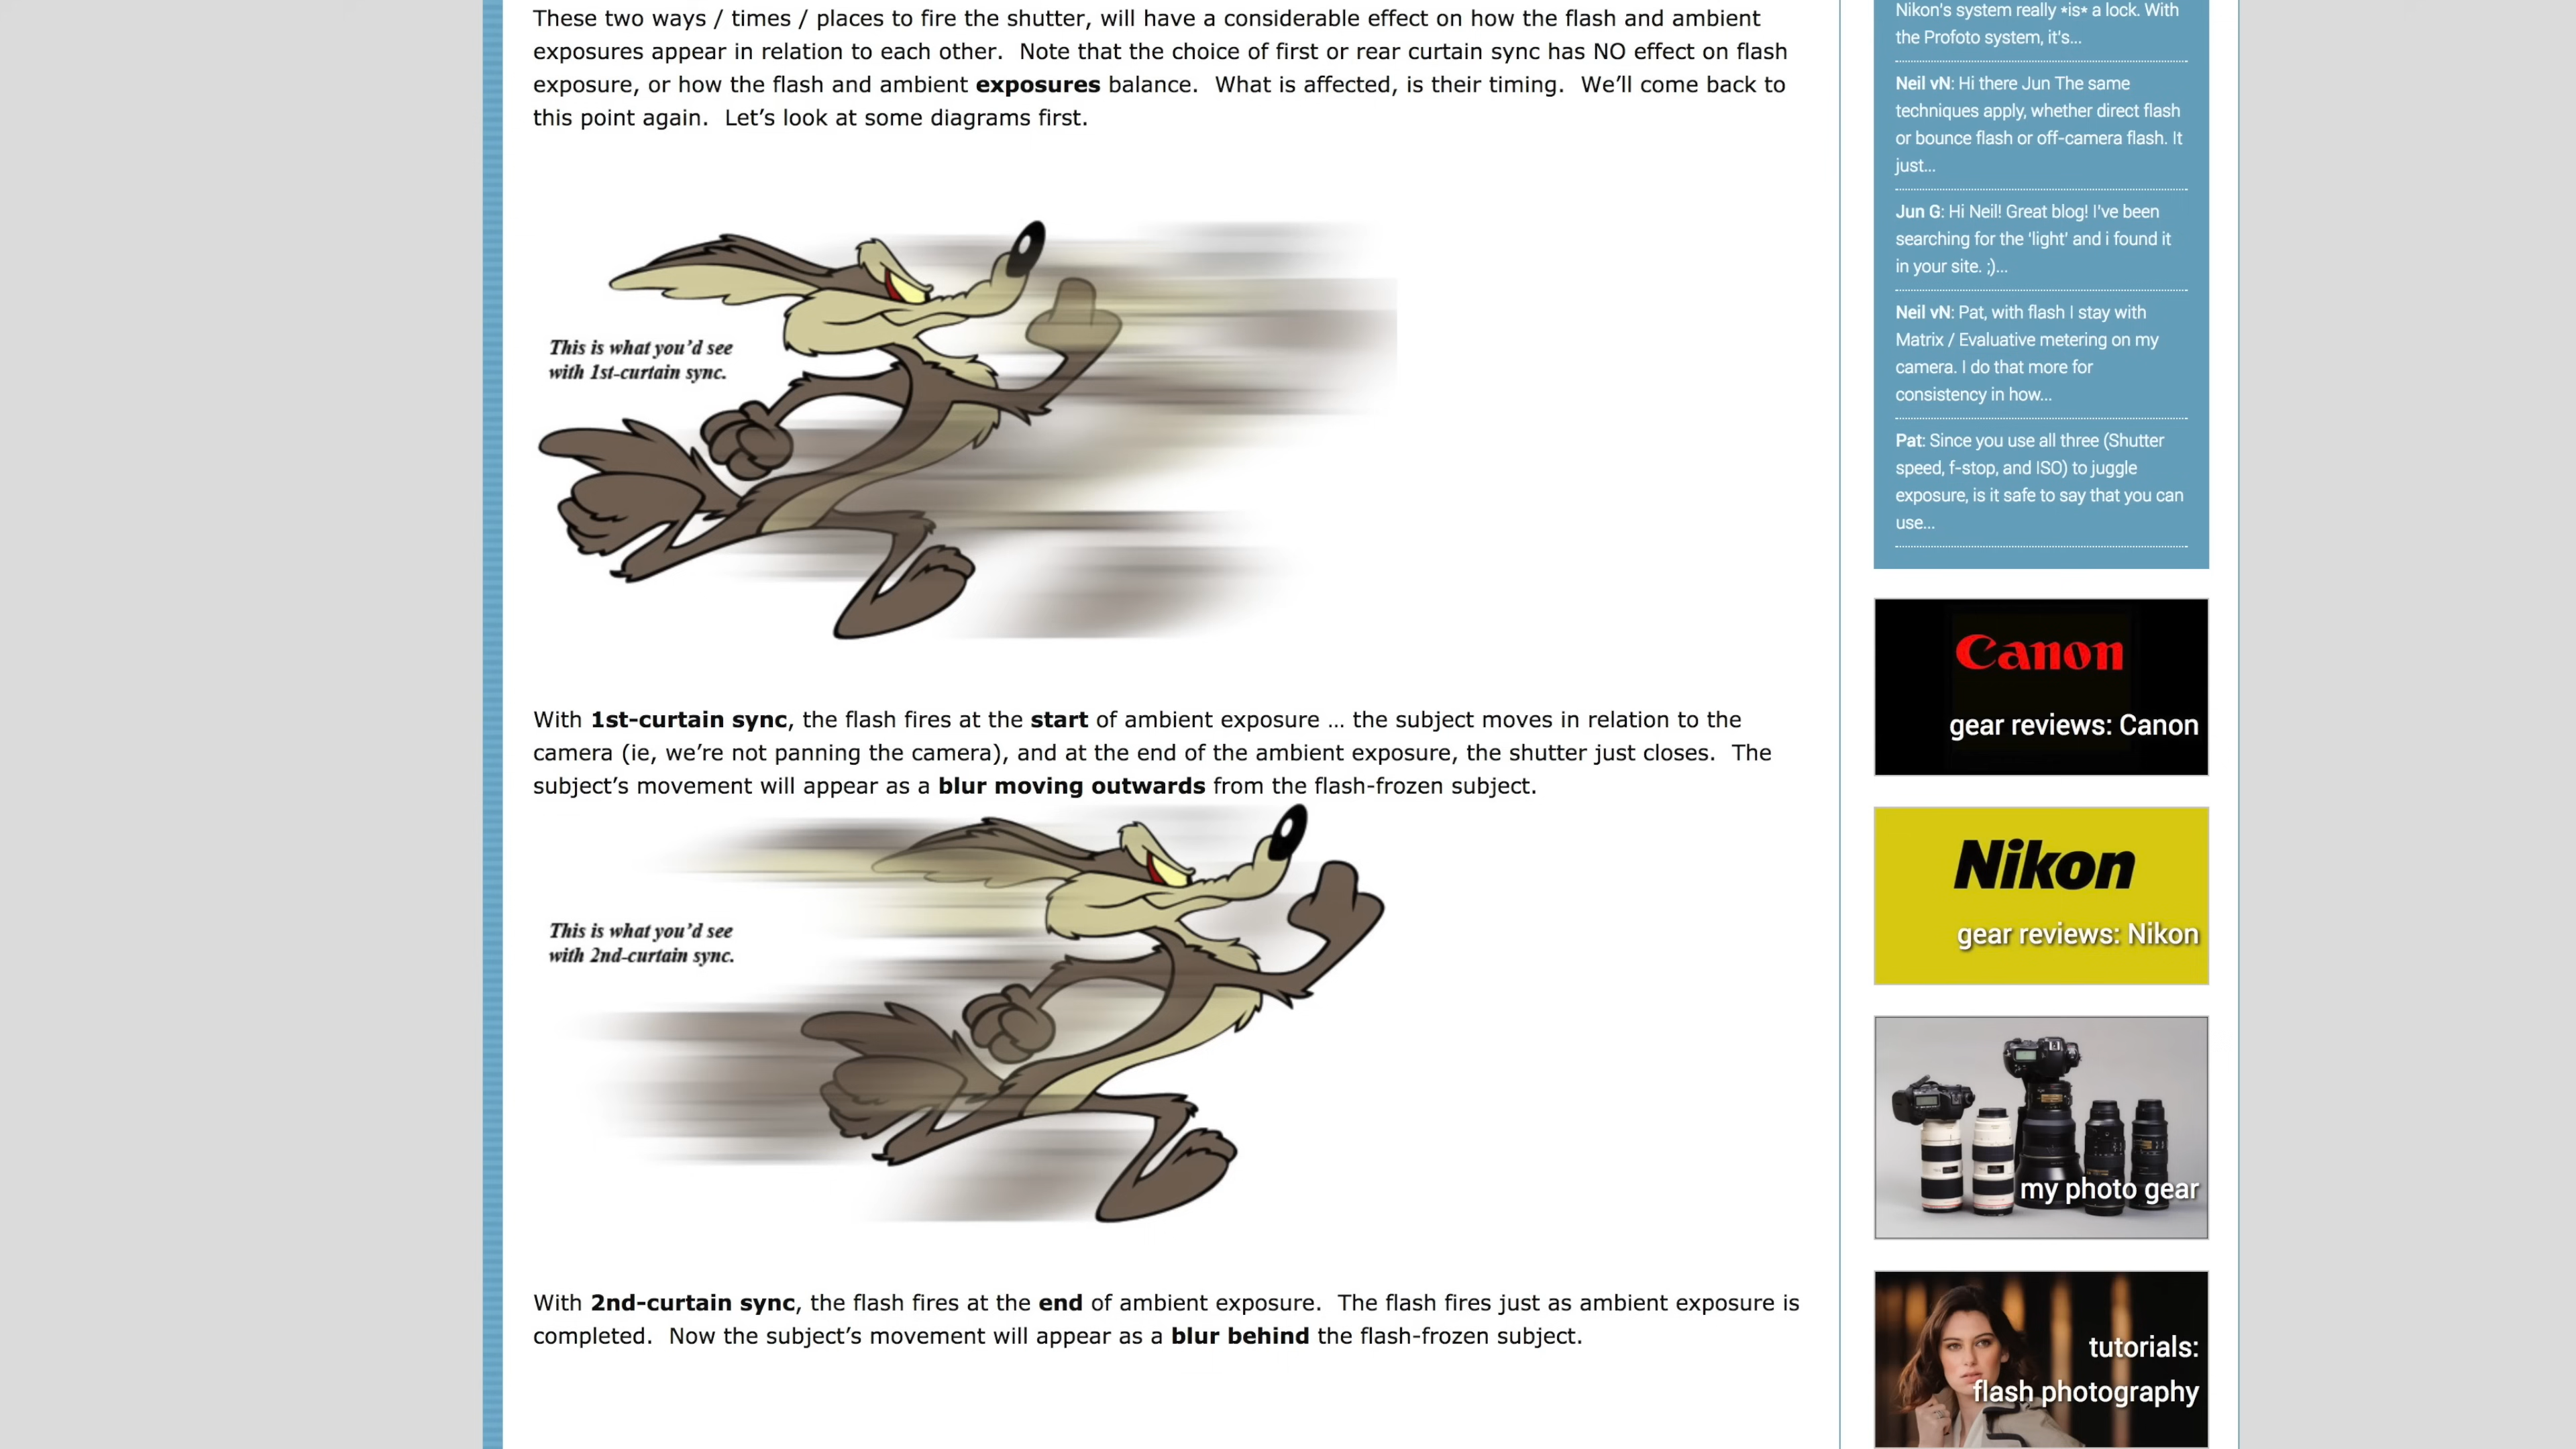 These two ways / times / places to fire the shutter, will have a considerable effect on how the flash and ambient
exposures appear in relation to each other.  Note that the choice of first or rear curtain sync has NO effect on flash
exposure, or how the flash and ambient exposures balance.  What is affected, is their timing.  We’ll come back to
this point again.  Let’s look at some diagrams first.
This is what you’d see
with 1st-curtain sync.
With 1st-curtain sync, the flash fires at the start of ambient exposure … the subject moves in relation to the
camera (ie, we’re not panning the camera), and at the end of the ambient exposure, the shutter just closes.  The
subject’s movement will appear as a blur moving outwards from the flash-frozen subject.
This is what you’d see
with 2nd-curtain sync.
With 2nd-curtain sync, the flash fires at the end of ambient exposure.  The flash fires just as ambient exposure is
completed.  Now the subject’s movement will appear as a blur behind the flash-frozen subject.
Nikon's system really *is* a lock. With
the Profoto system, it's...
Neil vN: Hi there Jun The same
techniques apply, whether direct flash
or bounce flash or off-camera flash. It
just...
Jun G: Hi Neil! Great blog! I've been
searching for the 'light' and i found it
in your site. ;)...
Neil vN: Pat, with flash I stay with
Matrix / Evaluative metering on my
camera. I do that more for
consistency in how...
Pat: Since you use all three (Shutter
speed, f-stop, and ISO) to juggle
exposure, is it safe to say that you can
use...
Canon
gear reviews: Canon
Nikon
gear reviews: Nikon
my photo gear
tutorials:
flash photography